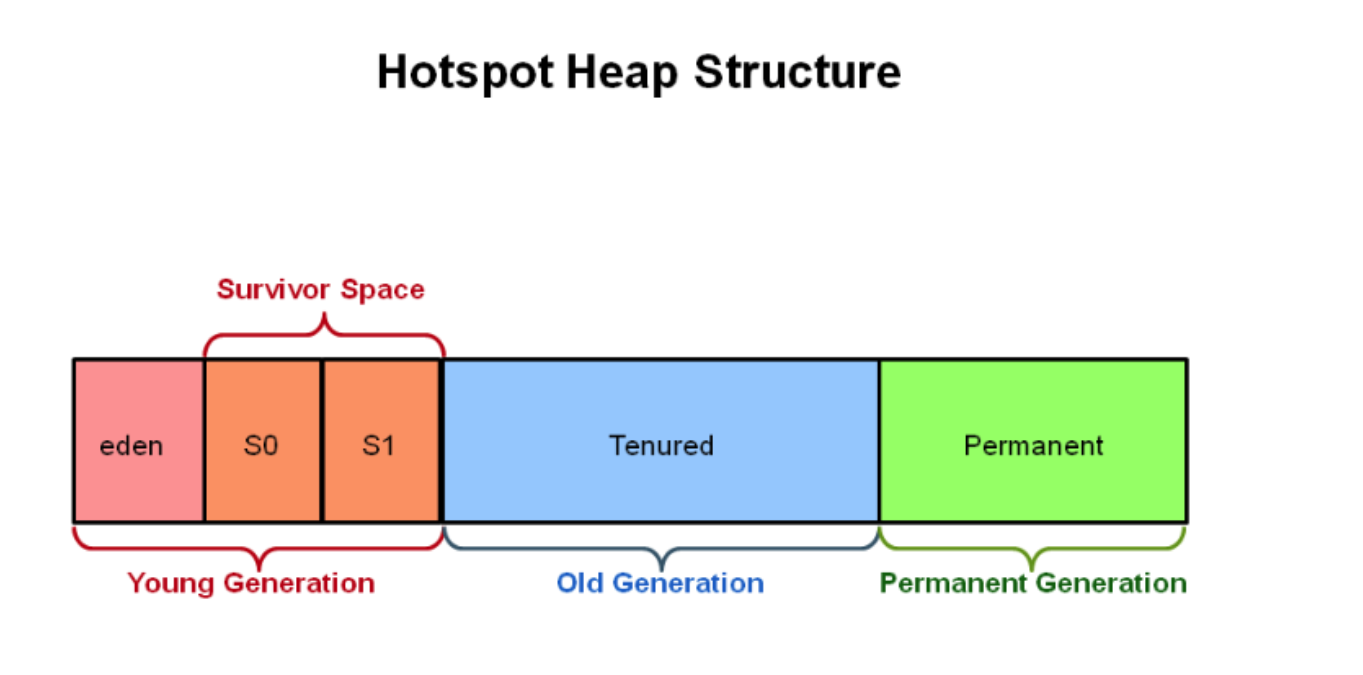 Hotspot Heap Structure
Survivor Space
eden
S0
S1
Tenured
Permanent
Young Generation
Old Generation
Permanent Generation